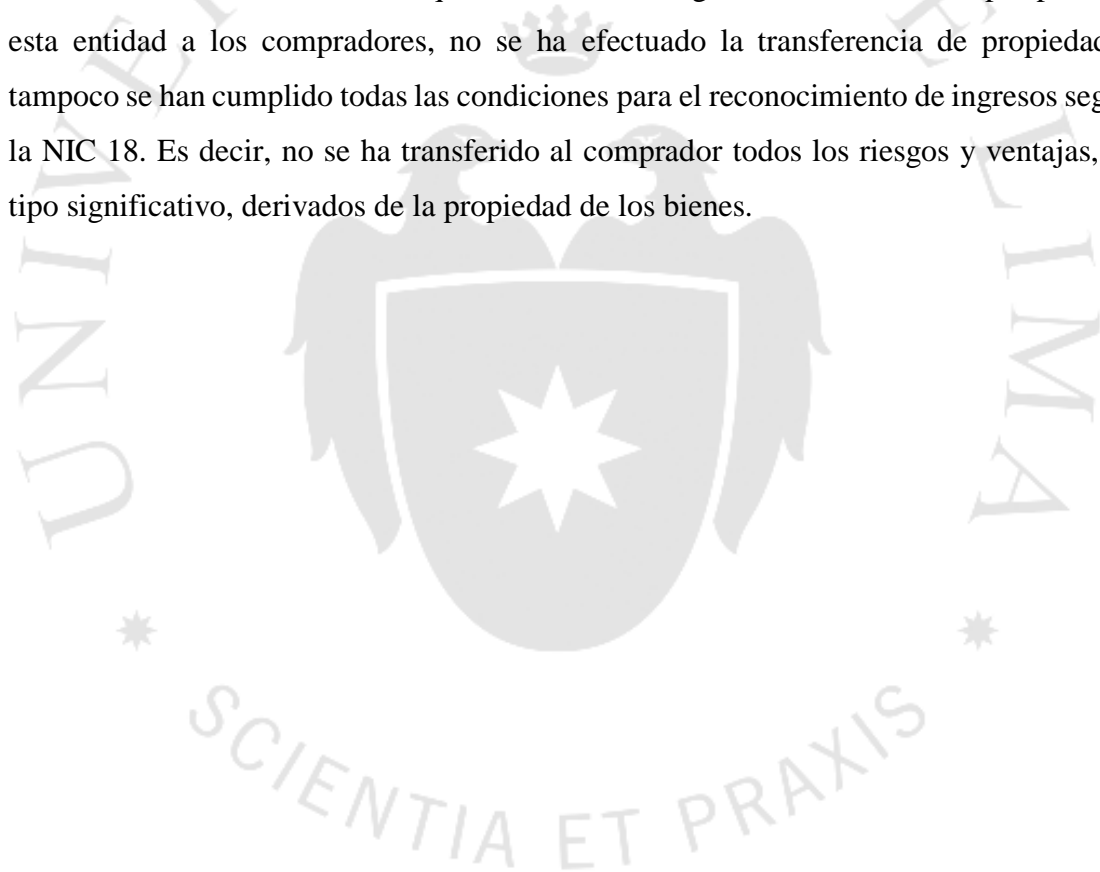 esta entidad a los compradores, no se ha efectuado la transferencia de propiedad
tampoco se han cumplido todas las condiciones para el reconocimiento de ingresos
la NIC 18. Es decir, no se ha transferido al comprador todos los riesgos y ventajas,
tipo significativo, derivados de la propiedad de los bienes.
LIMA
SCIENTIA ET PRAXIS